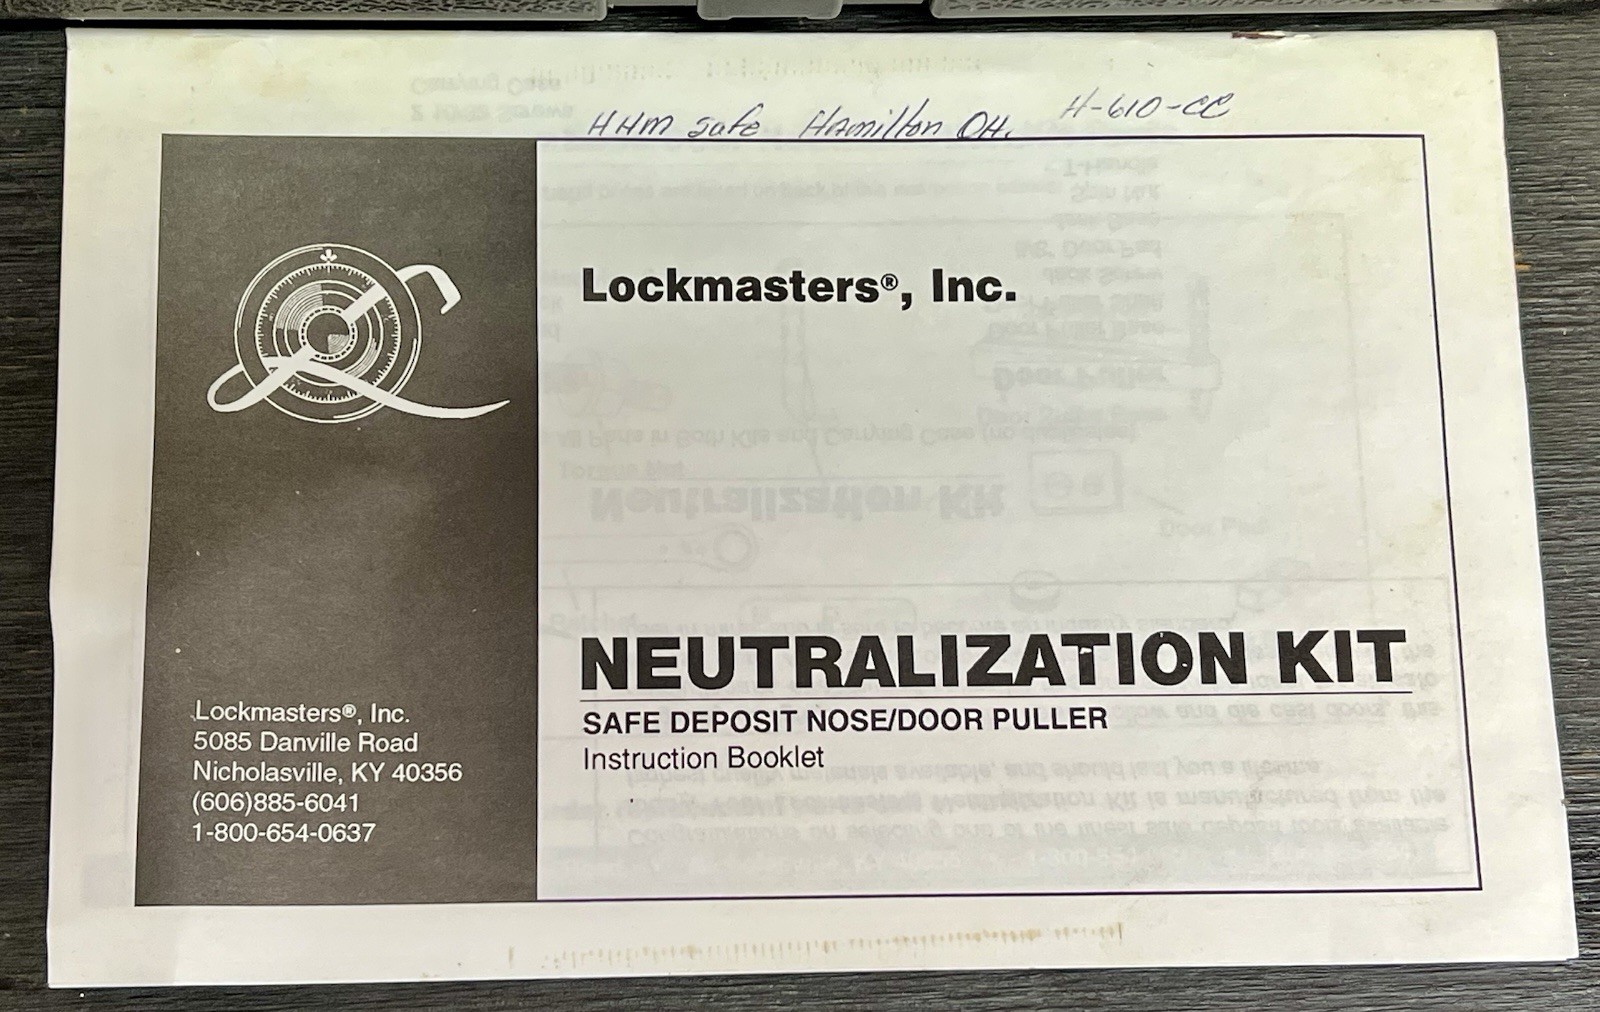 HHM Safe Hamilton OH. H-610-CC
Lockmasters®, Inc.
NEUTRALIZATION KIT
SAFE DEPOSIT NOSE/DOOR PULLER
Instruction Booklet
Lockmasters®, Inc.
5085 Danville Road
Nicholasville, KY 40356
(606)885-6041
1-800-654-0637